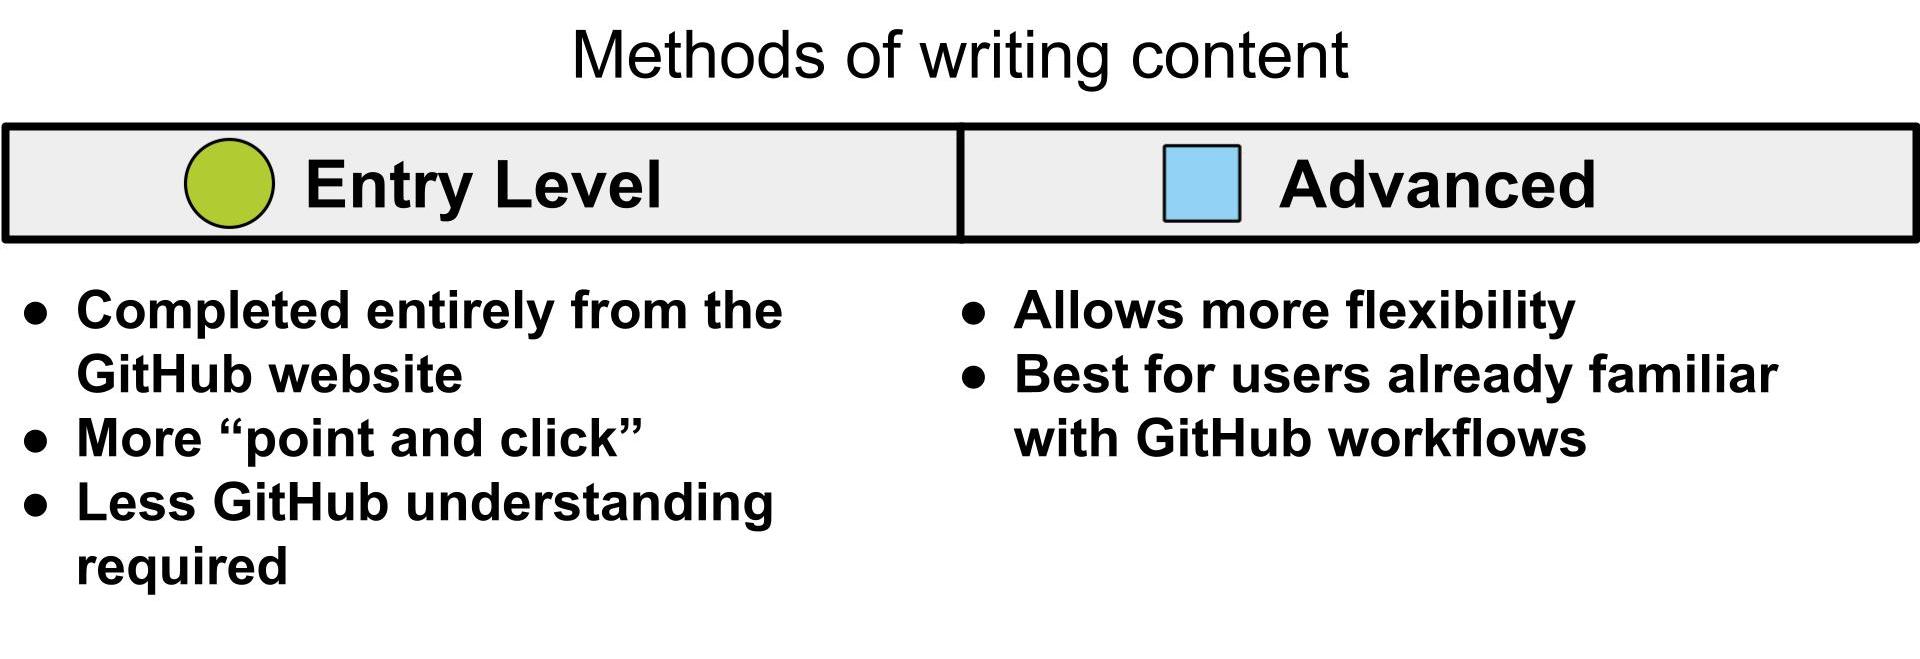 Methods of writing content
Entry Level
Advanced
● Completed entirely from the
GitHub website
● More “point and click”
● Less GitHub understanding
required
● Allows more flexibility
● Best for users already familiar
with GitHub workflows